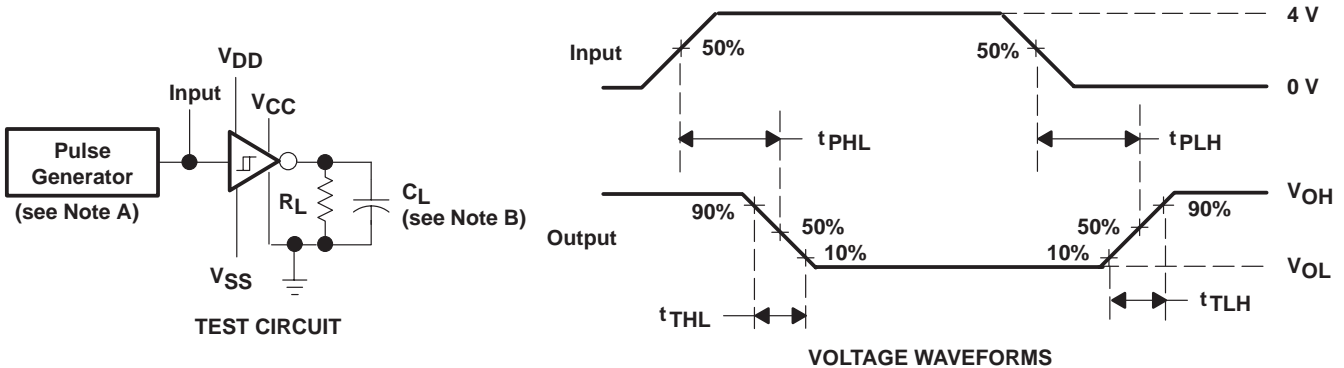 VDD
Input
VCC
Pulse
Generator
(see Note A)
RL
CL
(see Note B)
VSS
TEST CIRCUIT
Input
50%
50%
4 V
0 V
tPHL
tPLH
Output
90%
50%
10%
10%
50%
90%
VOH
VOL
tTHL
tTLH
VOLTAGE WAVEFORMS